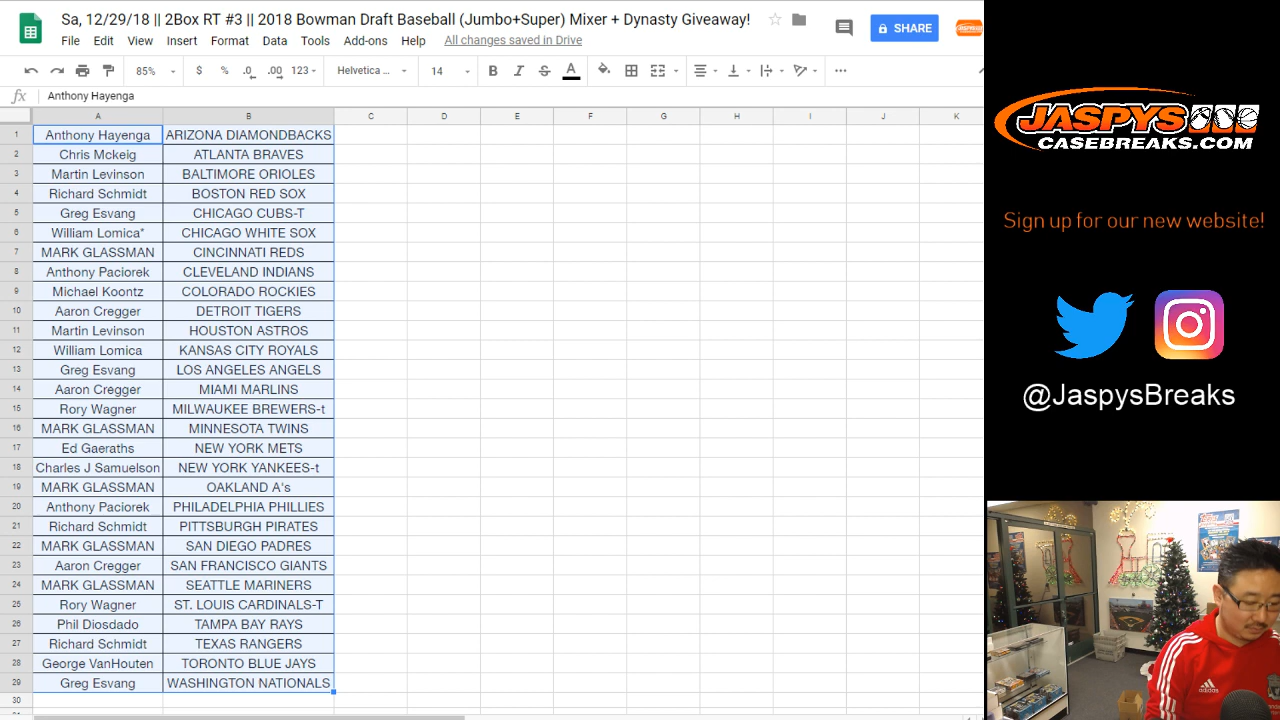 Sa, 12/29/18 || 2Box RT #3 || 2018 Bowman Draft Baseball (Jumbo+Super) Mixer + Dynasty Giveaway!
File Edit View Insert Format Data Tools Add-ons Help All changes saved in Drive
SHARE
85% $ % .0 .00 123 Helvetica ... 14 B I S A
fx Anthony Hayenga
A B C D E F G H I J K
1 Anthony Hayenga ARIZONA DIAMONDBACKS
2 Chris Mckeig ATLANTA BRAVES
3 Martin Levinson BALTIMORE ORIOLES
4 Richard Schmidt BOSTON RED SOX
5 Greg Esvang CHICAGO CUBS-T
6 William Lomica* CHICAGO WHITE SOX
7 MARK GLASSMAN CINCINNATI REDS
8 Anthony Paciorek CLEVELAND INDIANS
9 Michael Koontz COLORADO ROCKIES
10 Aaron Cregger DETROIT TIGERS
11 Martin Levinson HOUSTON ASTROS
12 William Lomica KANSAS CITY ROYALS
13 Greg Esvang LOS ANGELES ANGELS
14 Aaron Cregger MIAMI MARLINS
15 Rory Wagner MILWAUKEE BREWERS-t
16 MARK GLASSMAN MINNESOTA TWINS
17 Ed Gaeraths NEW YORK METS
18 Charles J Samuelson NEW YORK YANKEES-t
19 MARK GLASSMAN OAKLAND A's
20 Anthony Paciorek PHILADELPHIA PHILLIES
21 Richard Schmidt PITTSBURGH PIRATES
22 MARK GLASSMAN SAN DIEGO PADRES
23 Aaron Cregger SAN FRANCISCO GIANTS
24 MARK GLASSMAN SEATTLE MARINERS
25 Rory Wagner ST. LOUIS CARDINALS-T
26 Phil Diosdado TAMPA BAY RAYS
27 Richard Schmidt TEXAS RANGERS
28 George VanHouten TORONTO BLUE JAYS
29 Greg Esvang WASHINGTON NATIONALS
30
JASPYS
CASEBREAKS.COM
Sign up for our new website!
@JaspysBreaks
adidas